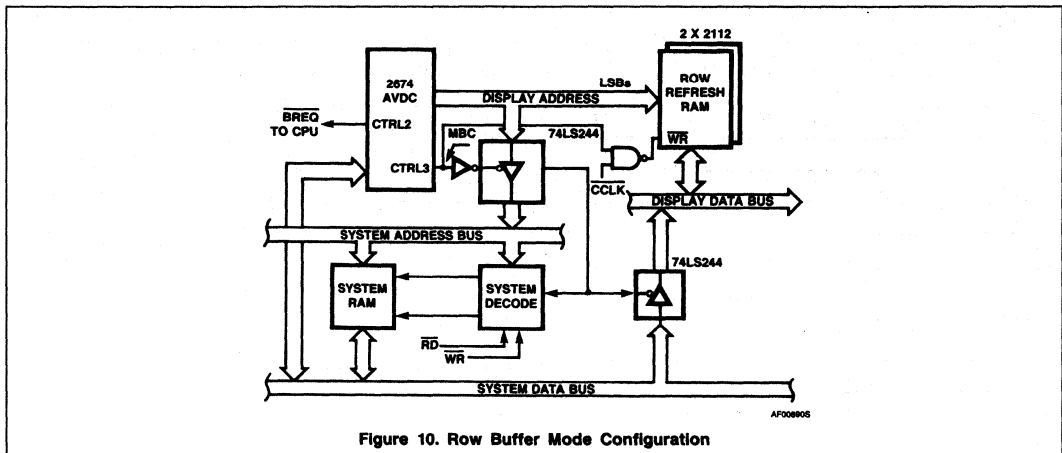 2 X 2112
2674
AVDC
LSBs
DISPLAY ADDRESS
ROW
REFRESH
RAM
BREQ
TO CPU
CTRL2
MBC
74LS244
WR
CTRL3
CCLK
DISPLAY DATA BUS
SYSTEM ADDRESS BUS
74LS244
SYSTEM
RAM
SYSTEM
DECODE
RD
WR
SYSTEM DATA BUS
AF00890S
Figure 10. Row Buffer Mode Configuration